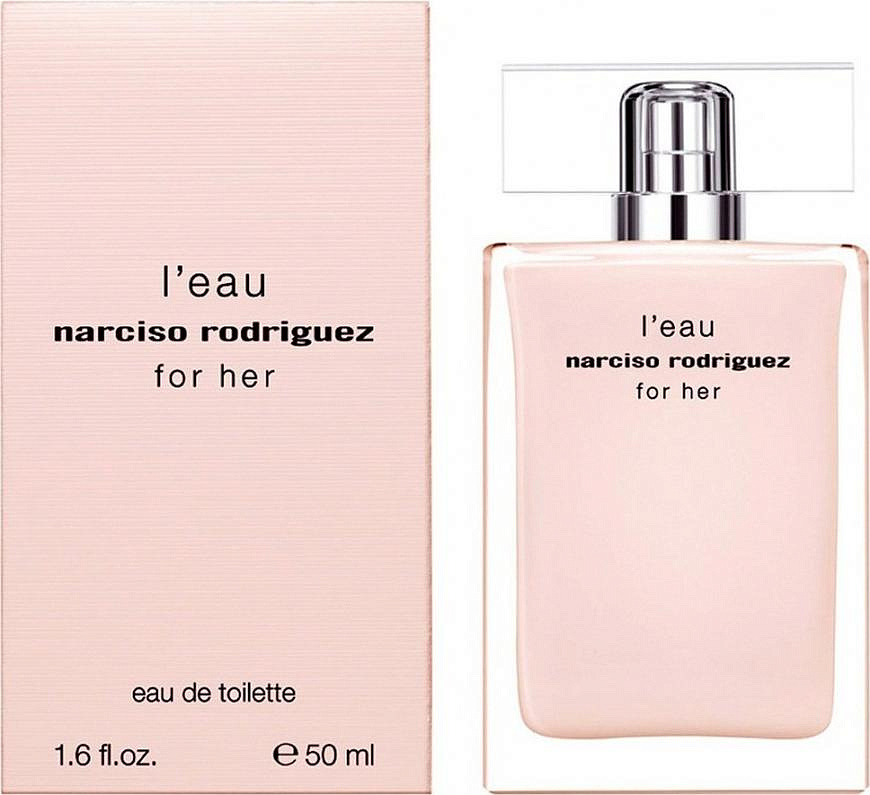 l'eau
narciso rodriguez
for her
eau de toilette
1.6 fl.oz. ℮ 50 ml
l'eau
narciso rodriguez
for her